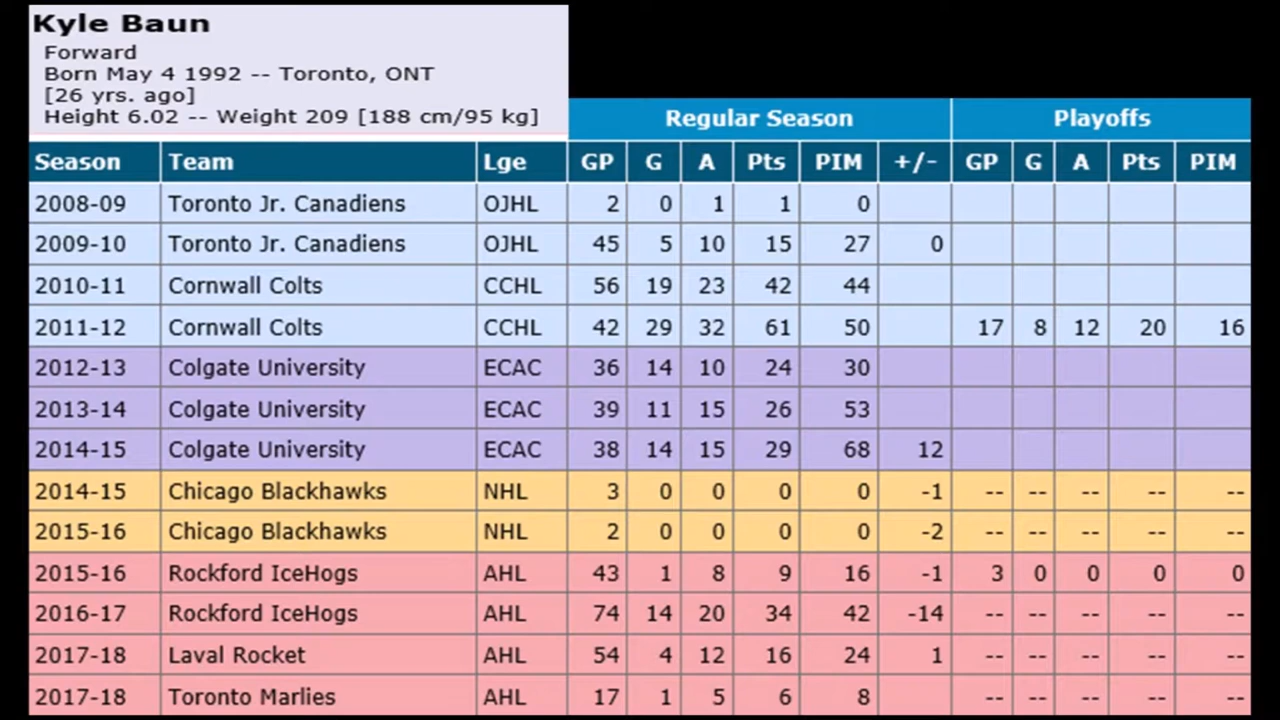 Kyle Baun
Forward
Born May 4 1992 -- Toronto, ONT
[26 yrs. ago]
Height 6.02 -- Weight 209 [188 cm/95 kg]
Regular Season Playoffs
Season Team Lge GP G A Pts PIM +/- GP G A Pts PIM
2008-09 Toronto Jr. Canadiens OJHL 2 0 1 1 0
2009-10 Toronto Jr. Canadiens OJHL 45 5 10 15 27 0
2010-11 Cornwall Colts CCHL 56 19 23 42 44
2011-12 Cornwall Colts CCHL 42 29 32 61 50 17 8 12 20 16
2012-13 Colgate University ECAC 36 14 10 24 30
2013-14 Colgate University ECAC 39 11 15 26 53
2014-15 Colgate University ECAC 38 14 15 29 68 12
2014-15 Chicago Blackhawks NHL 3 0 0 0 0 -1 -- -- -- -- --
2015-16 Chicago Blackhawks NHL 2 0 0 0 0 -2 -- -- -- -- --
2015-16 Rockford IceHogs AHL 43 1 8 9 16 -1 3 0 0 0 0
2016-17 Rockford IceHogs AHL 74 14 20 34 42 -14 -- -- -- -- --
2017-18 Laval Rocket AHL 54 4 12 16 24 1 -- -- -- -- --
2017-18 Toronto Marlies AHL 17 1 5 6 8 -- -- -- -- --